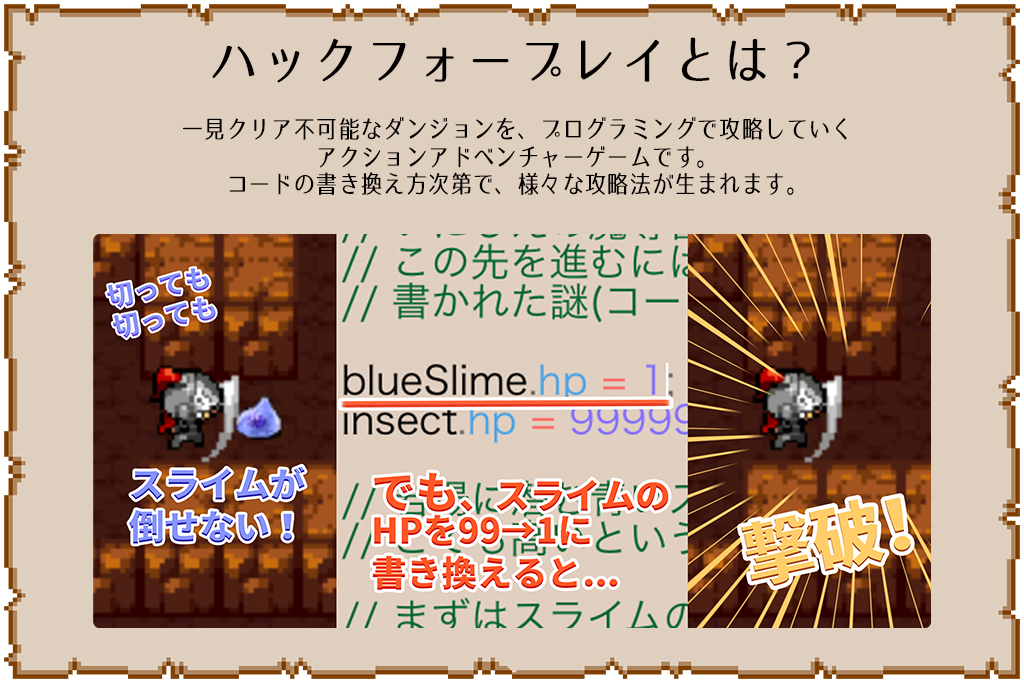 ハックフォープレイとは？
一見クリア不可能なダンジョンを、プログラミングで攻略していく
アクションアドベンチャーゲームです。
コードの書き換え方次第で、様々な攻略法が生まれます。
切っても
切っても
スライムが
倒せない！
// この先を進むには
// 書かれた謎(コー
blueSlime.hp = 1;
insect.hp = 99999
でも、スライムの
HPを99→1に
書き換えると...
// まずはスライムの
撃破！